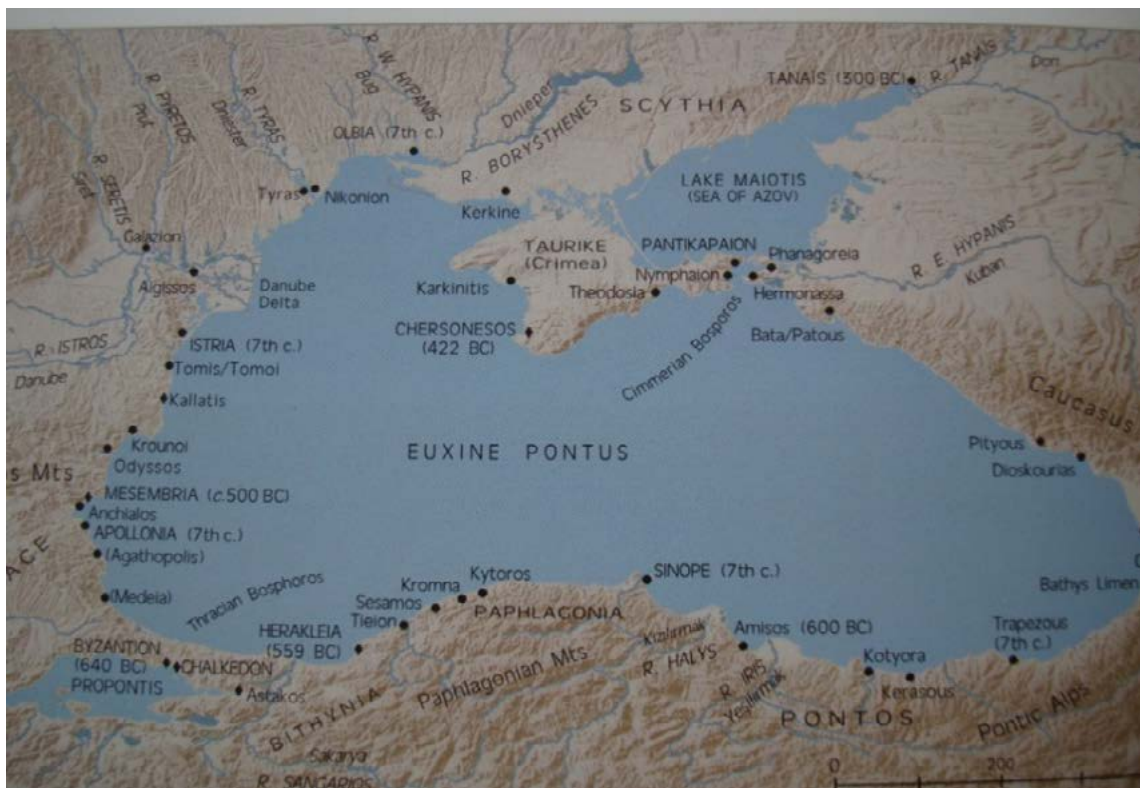 TANAÏS (300 BC)
R. TANAÏS
Don
R. W. HYPANIS
Bug
R. PYRETOS
Prut
R. TYRAS
Dniester
R. SERETIS
Siret
Dnieper
R. BORYSTHENES
SCYTHIA
OLBIA (7th c.)
Tyras
Nikonion
Kerkine
LAKE MAIOTIS
(SEA OF AZOV)
Galazion
TAURIKE
(Crimea)
PANTIKAPAION
Phanagoreia
R. E. HYPANIS
Kuban
Aigissos
Danube
Delta
Karkinitis
Nymphaion
Theodosia
Hermonassa
CHERSONESOS
(422 BC)
Bata/Patous
Cimmerian Bosporos
R. ISTROS
Danube
ISTRIA (7th c.)
Tomis/Tomoi
Kallatis
Caucasus
Krounoi
Odyssos
EUXINE PONTUS
Pityous
Dioskourias
s Mts
MESEMBRIA (c.500 BC)
Anchialos
APOLLONIA (7th c.)
ACE
(Agathopolis)
(Medeia)
Thracian Bosphoros
Kytoros
Kromna
Sesamos
Tieion
PAPHLAGONIA
SINOPE (7th c.)
Bathys Limen
HERAKLEIA
(559 BC)
BYZANTION
(640 BC)
CHALKEDON
PROPONTIS
Astakos
BITHYNIA
Paphlagonian Mts
Kizlirmak
R. HALYS
Amisos (600 BC)
R. IRIS
Yeşilirmak
Kotyora
Kerasous
Trapezous
(7th c.)
PONTOS
Pontic Alps
Sakarya
R. SANGARIOS
0
200